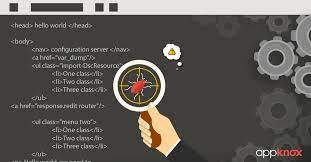 <head> hello world </head>
<body>
<nav> configuration server </nav>
<a href="var_dump"/>
<ul class="import-DscResource">
<li-One class</li>
<li>Two class</li>
<li>Three class</li>
</ul>
<a href="response.redit router"/>
<ul class="menu two">
<li-One class</li>
<li>Two class</li>
<li>Three class</li>
</ul>
appknox